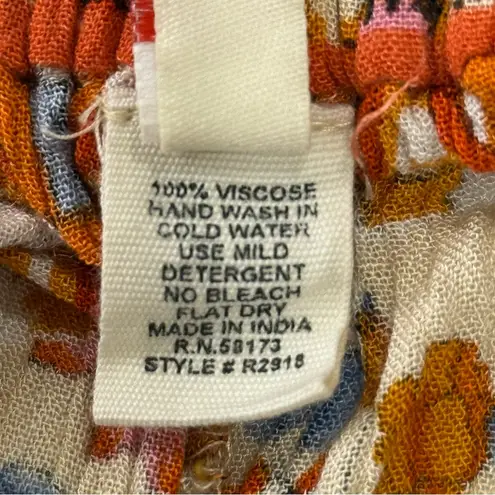 100% VISCOSE
HAND WASH IN
COLD WATER
USE MILD
DETERGENT
NO BLEACH
FLAT DRY
MADE IN INDIA
R.N.58173
STYLE # R2918